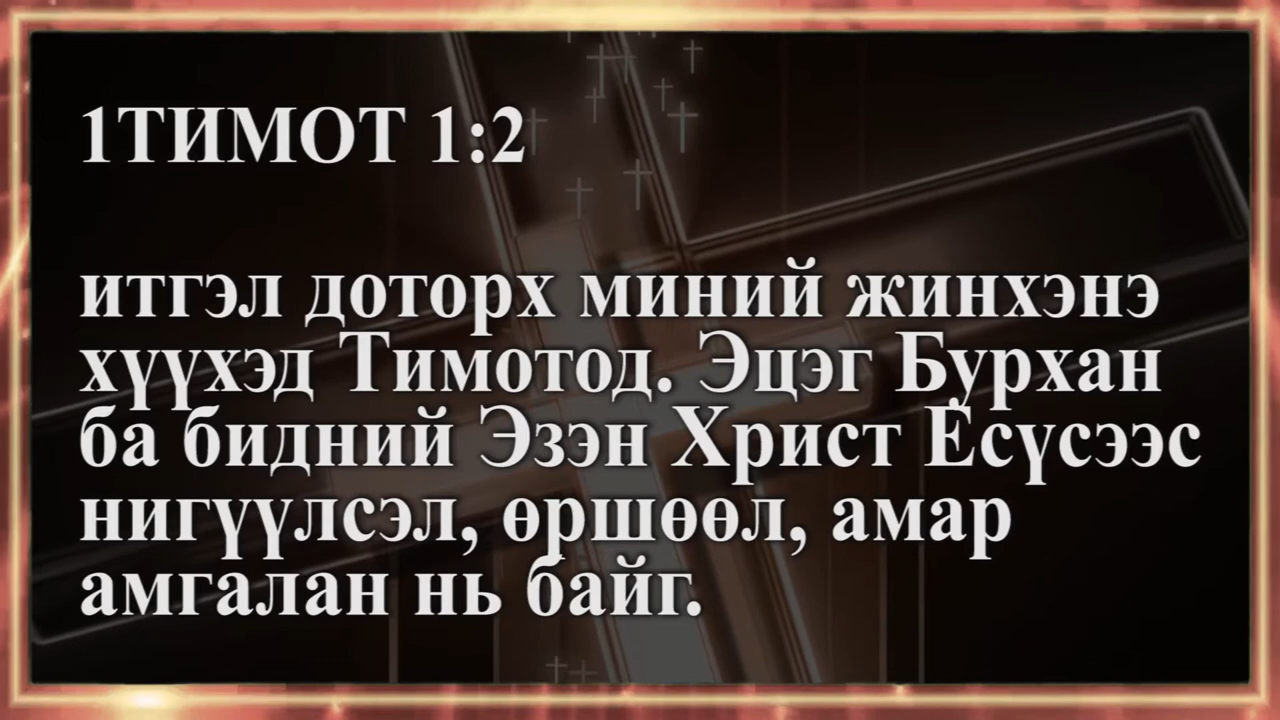 1ТИМОТ 1:2
итгэл доторх миний жинхэнэ
хүүхэд Тимотод. Эцэг Бурхан
ба бидний Эзэн Христ Есүсээс
нигүүлсэл, өршөөл, амар
амгалан нь байг.